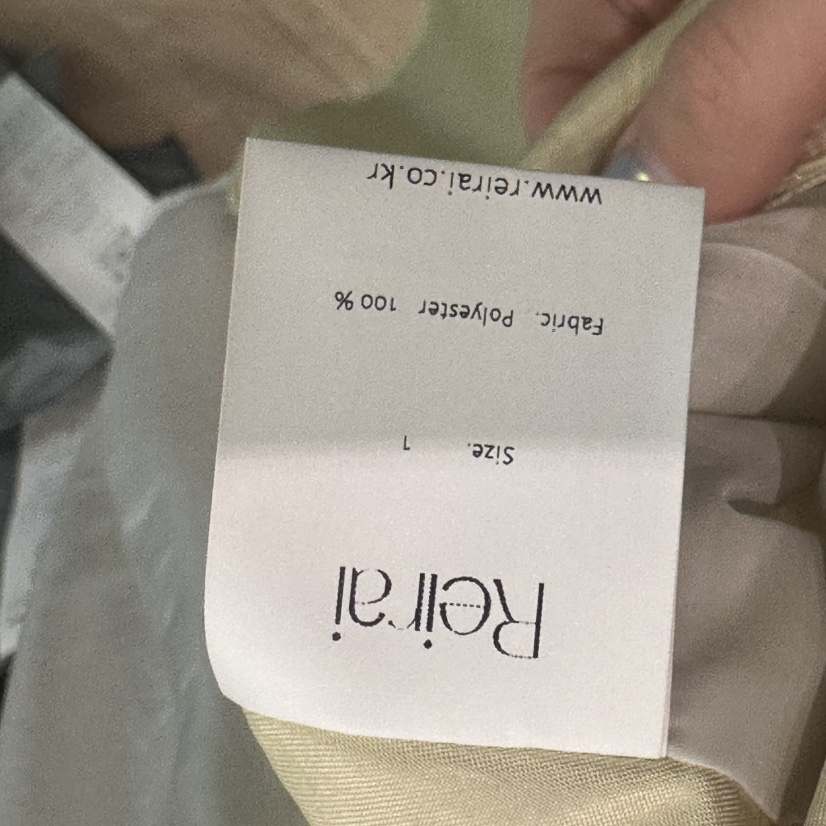 Reirai
Size. 1
Fabric. Polyester 100%
www.reirai.co.kr